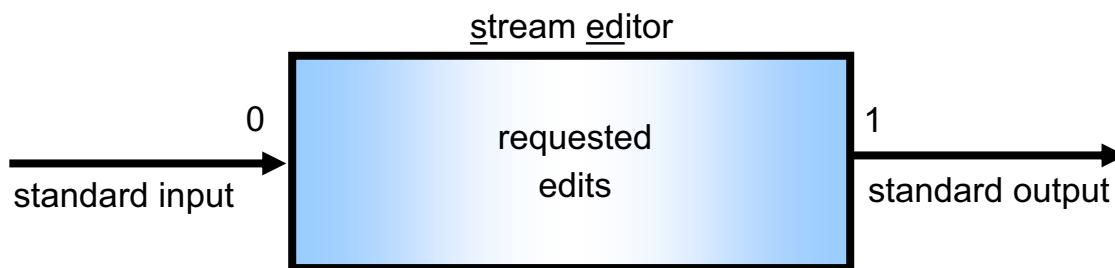 stream editor
0
1
requested
edits
standard input
standard output